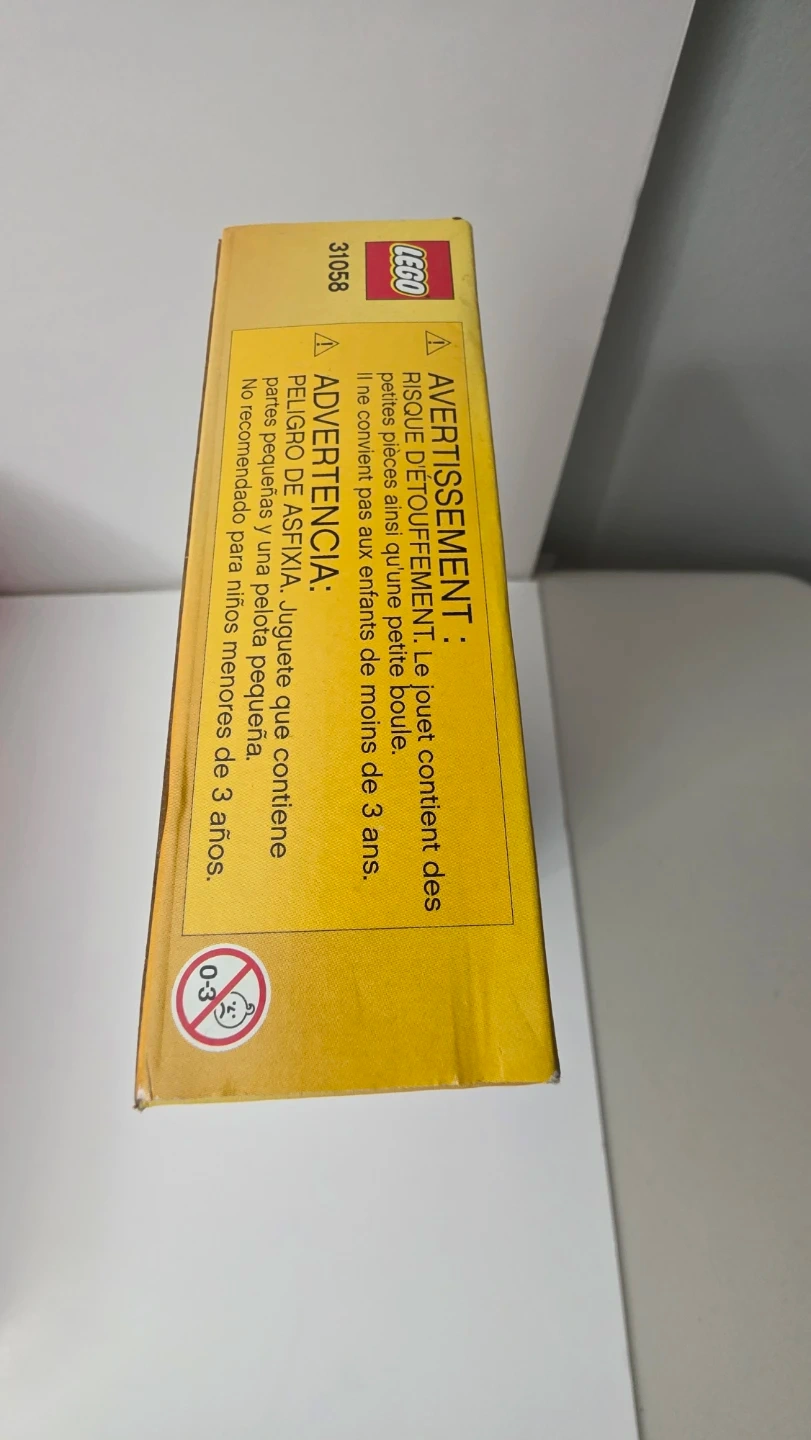 LEGO
31058
AVERTISSEMENT :
RISQUE D'ÉTOUFFEMENT. Le jouet contient des
petites pièces ainsi qu'une petite boule.
Il ne convient pas aux enfants de moins de 3 ans.
ADVERTENCIA:
PELIGRO DE ASFIXIA. Juguete que contiene
partes pequeñas y una pelota pequeña.
No recomendado para niños menores de 3 años.
0-3